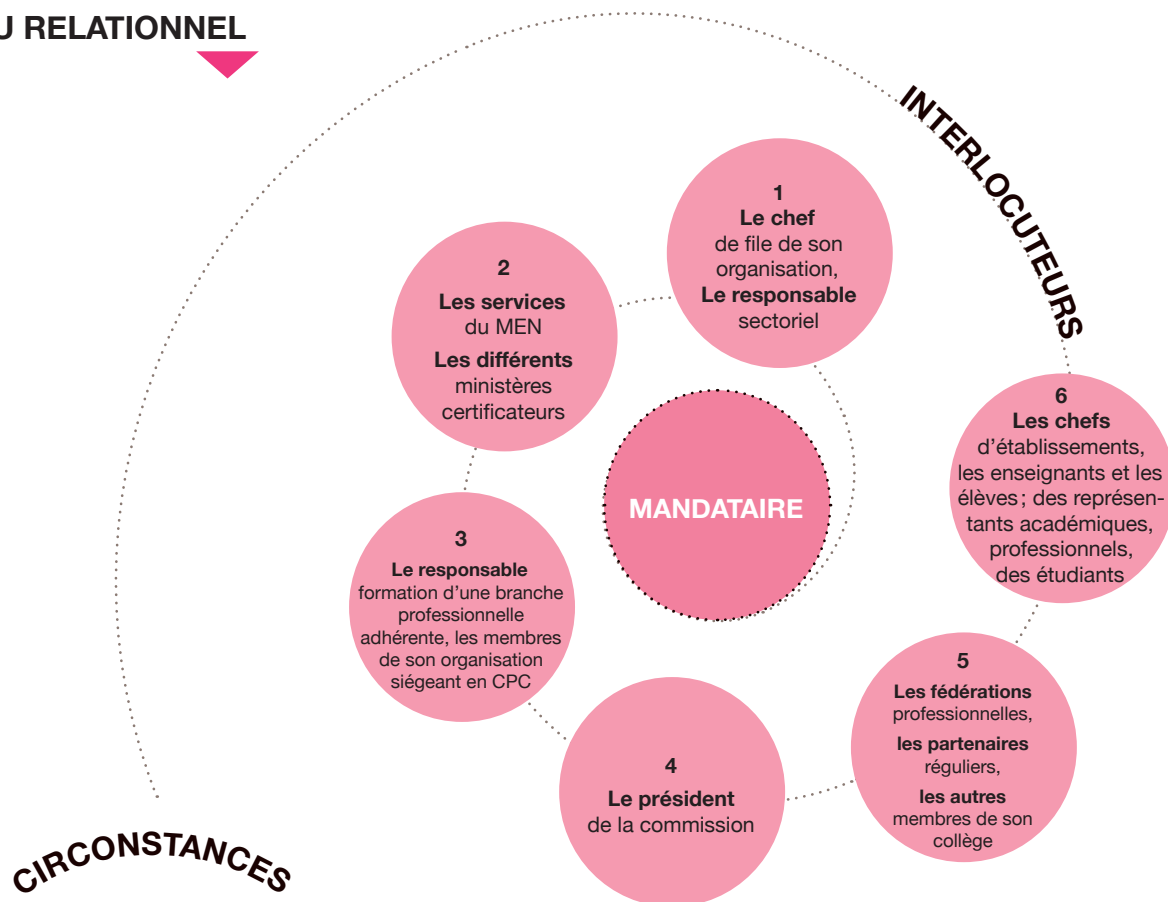 U RELATIONNEL
INTERLOCUTEURS
1
Le chef
de file de son
organisation,
Le responsable
sectoriel
2
Les services
du MEN
Les différents
ministères
certificateurs
MANDATAIRE
3
Le responsable
formation d'une branche
professionnelle
adhérente, les membres
de son organisation
siégeant en CPC
4
Le président
de la commission
5
Les fédérations
professionnelles,
les partenaires
réguliers,
les autres
membres de son
collège
6
Les chefs
d'établissements,
les enseignants et les
élèves ; des représen-
tants académiques,
professionnels,
des étudiants
CIRCONSTANCES